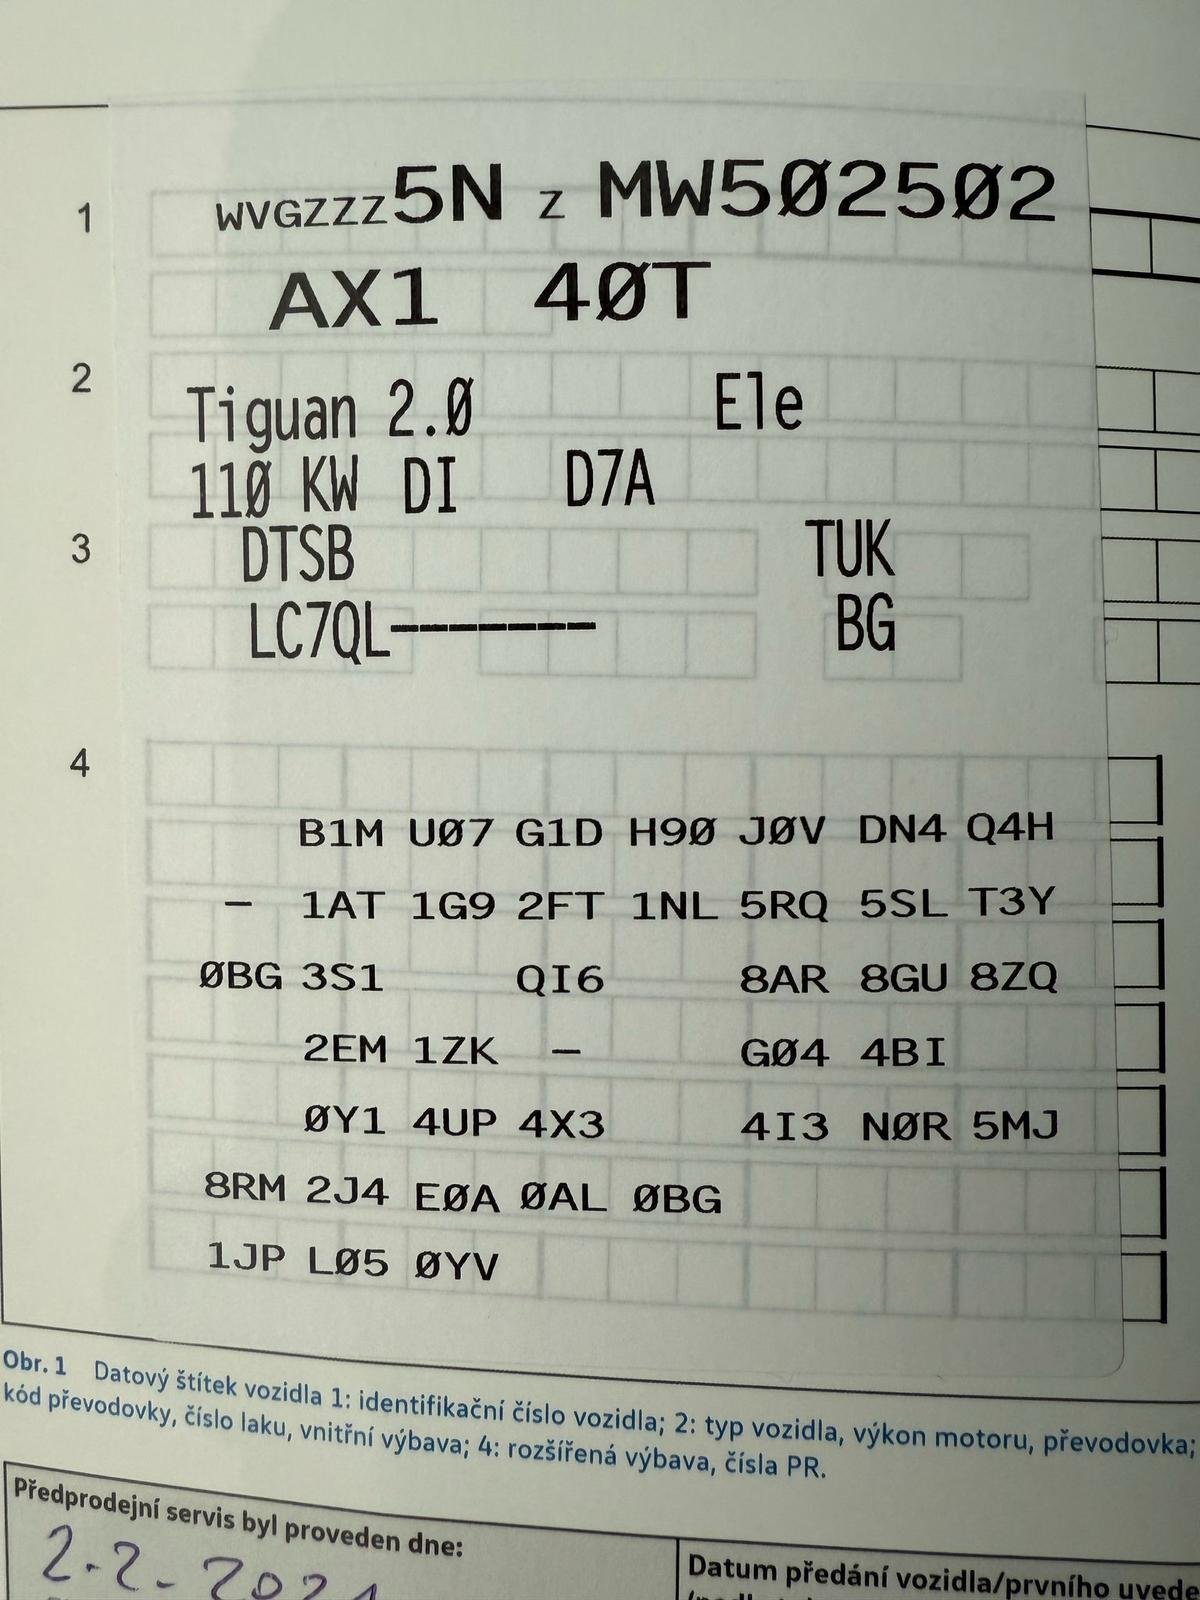 1 WVGZZZ5N Z MW502502
AX1 40T
2 Tiguan 2.0 Ele
110 KW DI D7A
3 DTSB TUK
LC7QL------- BG
4
B1M U07 G1D H90 J0V DN4 Q4H
– 1AT 1G9 2FT 1NL 5RQ 5SL T3Y
0BG 3S1 QI6 8AR 8GU 8ZQ
2EM 1ZK – G04 4BI
0Y1 4UP 4X3 4I3 N0R 5MJ
8RM 2J4 E0A 0AL 0BG
1JP L05 0YV
Obr. 1 Datový štítek vozidla 1: identifikační číslo vozidla; 2: typ vozidla, výkon motoru, převodovka;
kód převodovky, číslo laku, vnitřní výbava; 4: rozšířená výbava, čísla PR.
Předprodejní servis byl proveden dne:
2.2.2021
Datum předání vozidla/prvního uvede